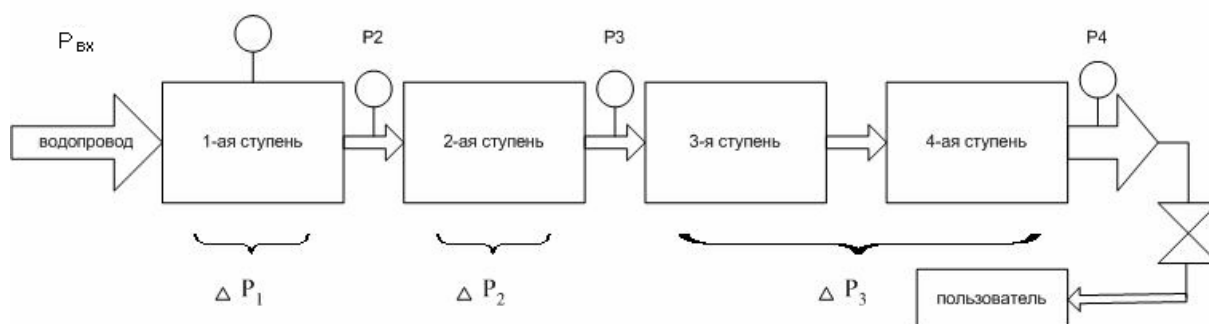 Pвх
P2
P3
P4
водопровод
1-ая ступень
2-ая ступень
3-я ступень
4-ая ступень
△ P₁
△ P₂
△ P₃
пользователь